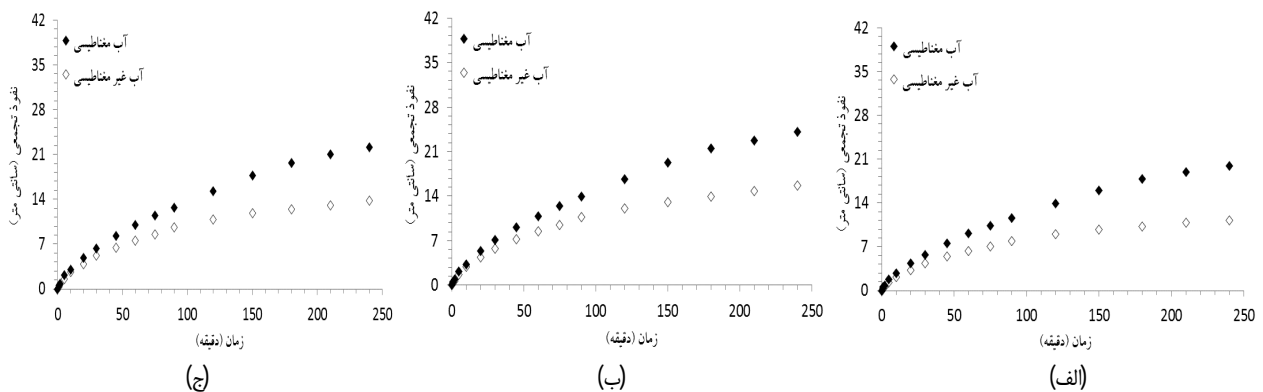 42
35
28
21
14
7
0
نفوذ تجمعی (سانتی متر)
آب مغناطیسی
آب غیر مغناطیسی
0 50 100 150 200 250
زمان (دقیقه)
(الف)
42
35
28
21
14
7
0
نفوذ تجمعی (سانتی متر)
آب مغناطیسی
آب غیر مغناطیسی
0 50 100 150 200 250
زمان (دقیقه)
(ب)
42
35
28
21
14
7
0
نفوذ تجمعی (سانتی متر)
آب مغناطیسی
آب غیر مغناطیسی
0 50 100 150 200 250
زمان (دقیقه)
(ج)